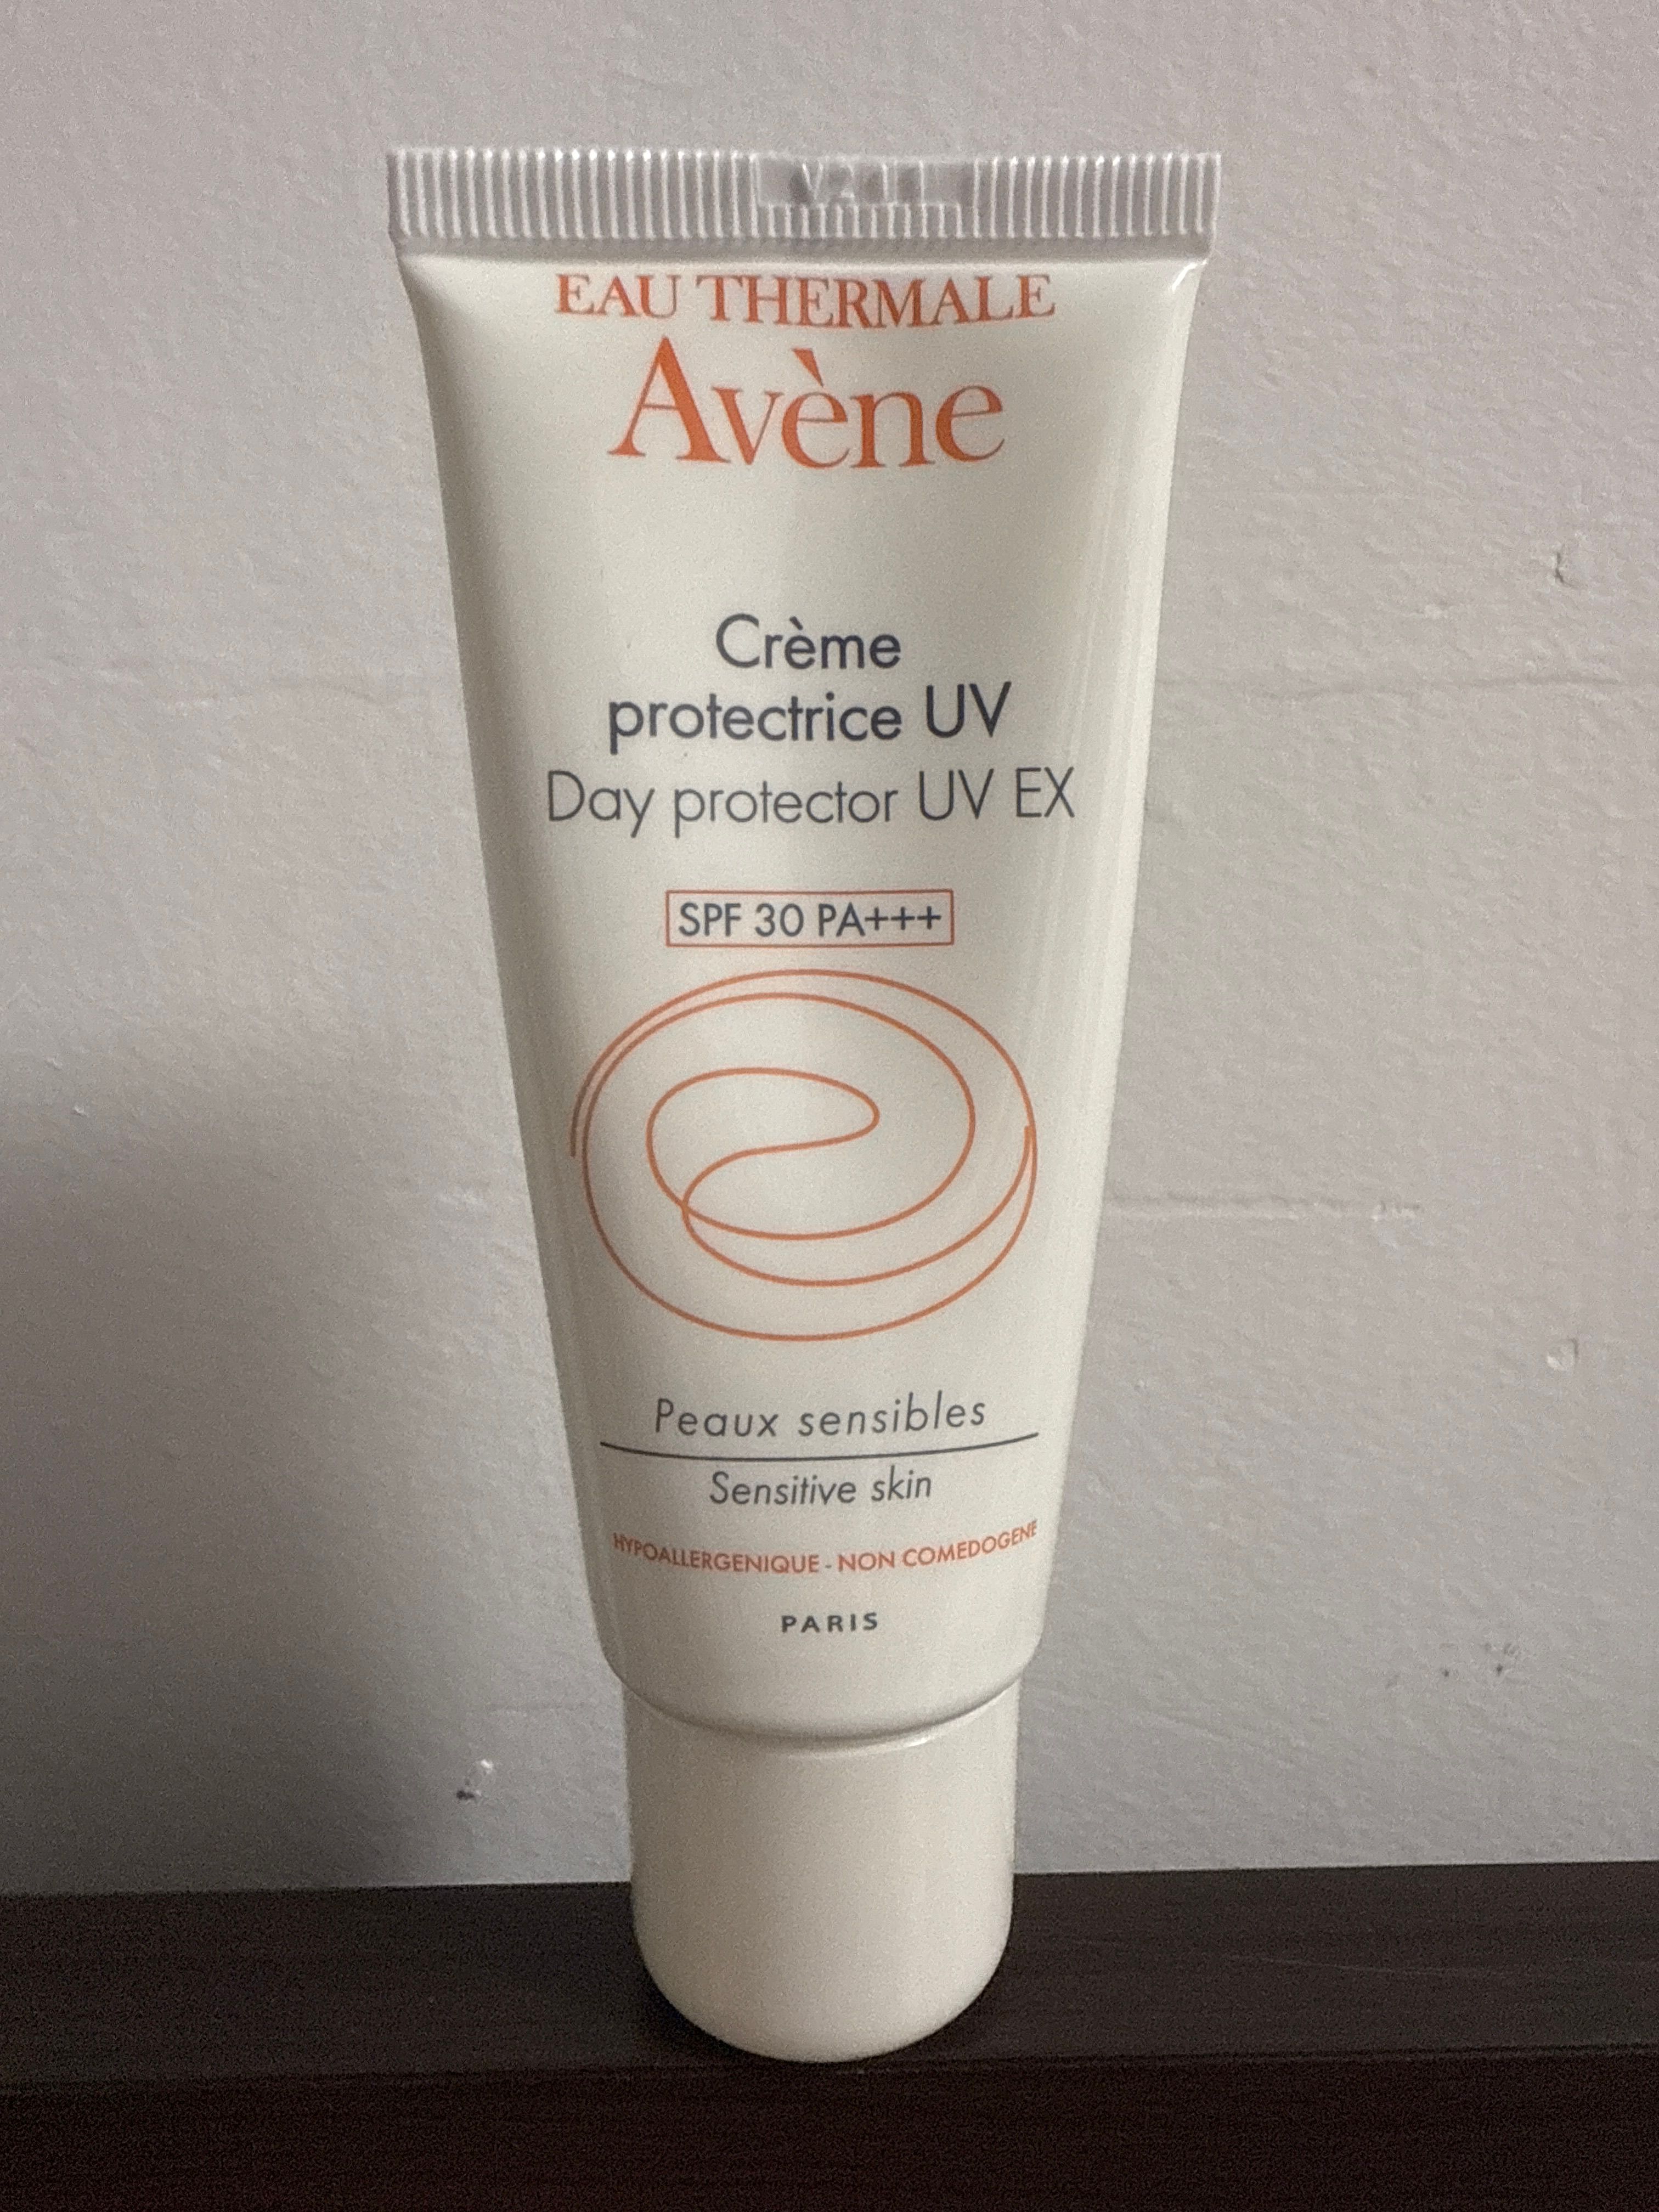 EAU THERMALE
Avène
Crème
protectrice UV
Day protector UV EX
SPF 30 PA+++
Peaux sensibles
Sensitive skin
HYPOALLERGENIQUE - NON COMEDOGENE
PARIS